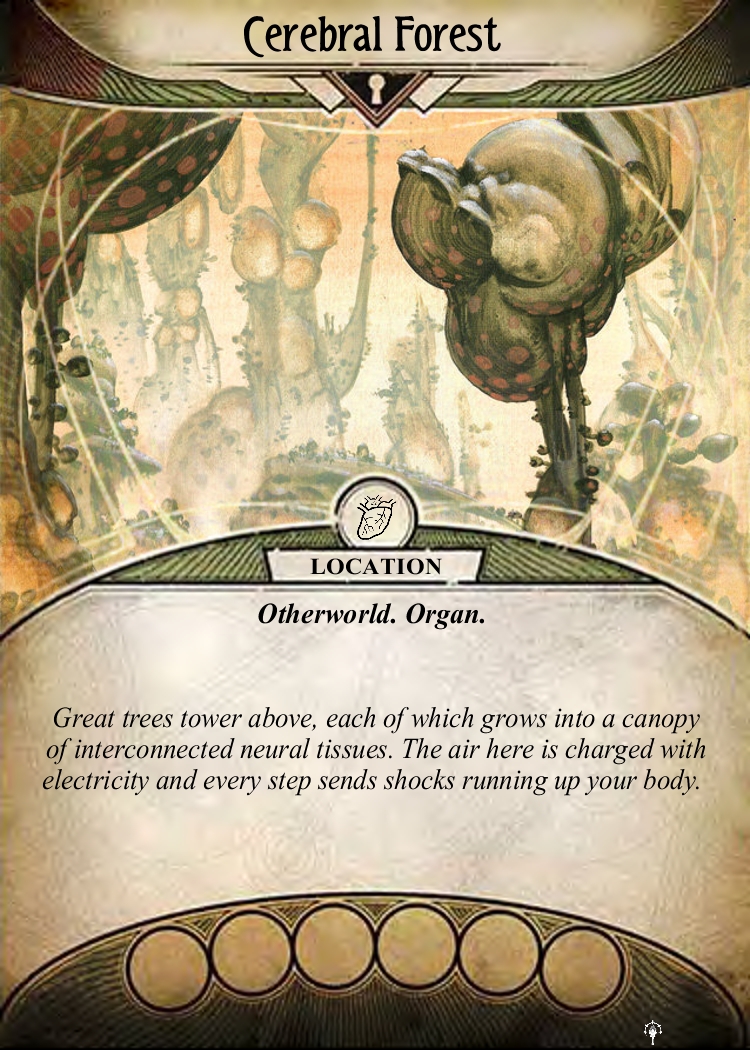 Cerebral Forest
LOCATION
Otherworld. Organ.
Great trees tower above, each of which grows into a canopy
of interconnected neural tissues. The air here is charged with
electricity and every step sends shocks running up your body.